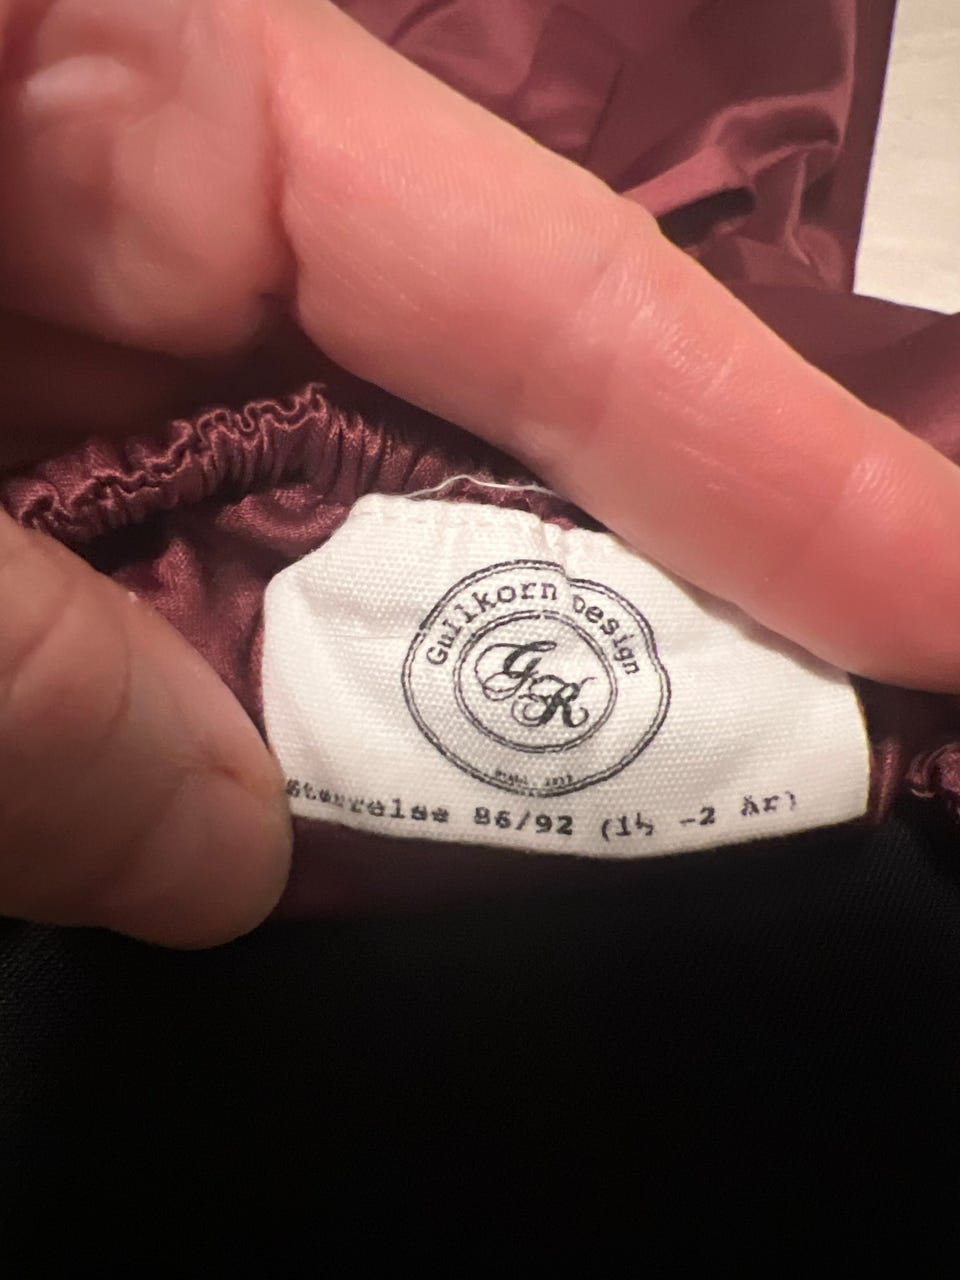 Gullkorn Design
GR
størrelse 86/92 (1½ -2 år)